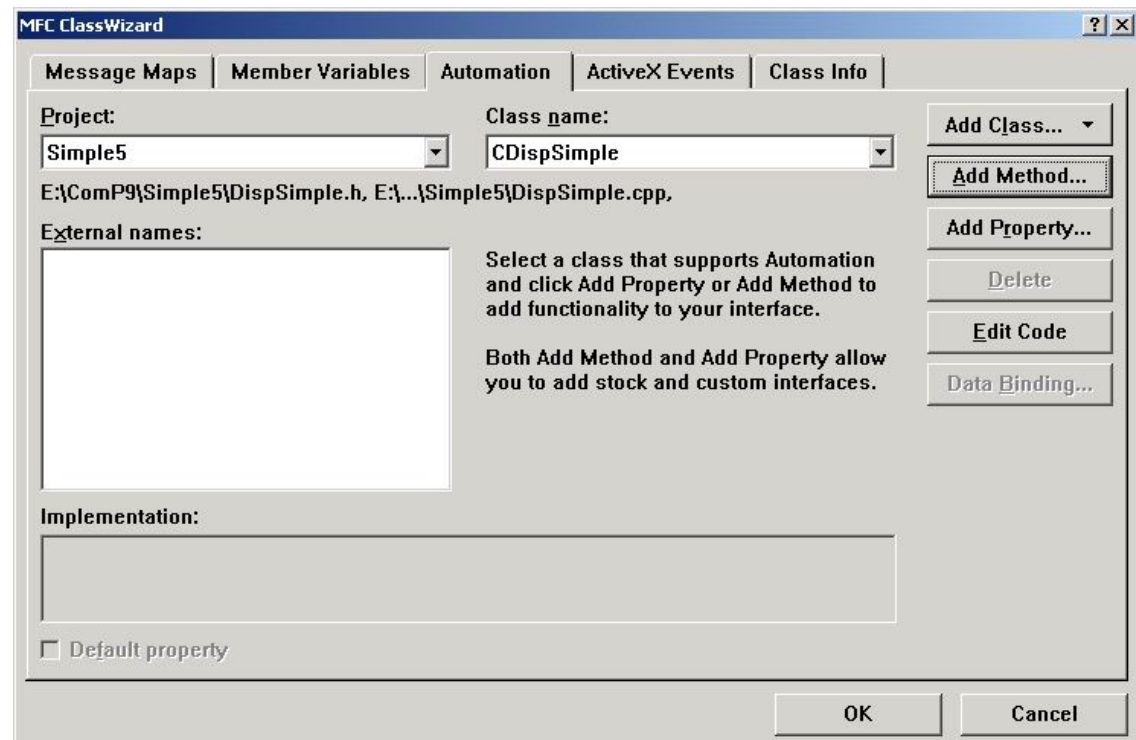 MFC ClassWizard
Message Maps
Member Variables
Automation
ActiveX Events
Class Info
Project:
Class name:
Simple5
CDispSimple
E:\ComP9\Simple5\DispSimple.h, E:\...\Simple5\DispSimple.cpp,
External names:
Select a class that supports Automation
and click Add Property or Add Method to
add functionality to your interface.
Both Add Method and Add Property allow
you to add stock and custom interfaces.
Add Class...
Add Method...
Add Property...
Delete
Edit Code
Data Binding...
Implementation:
Default property
OK
Cancel